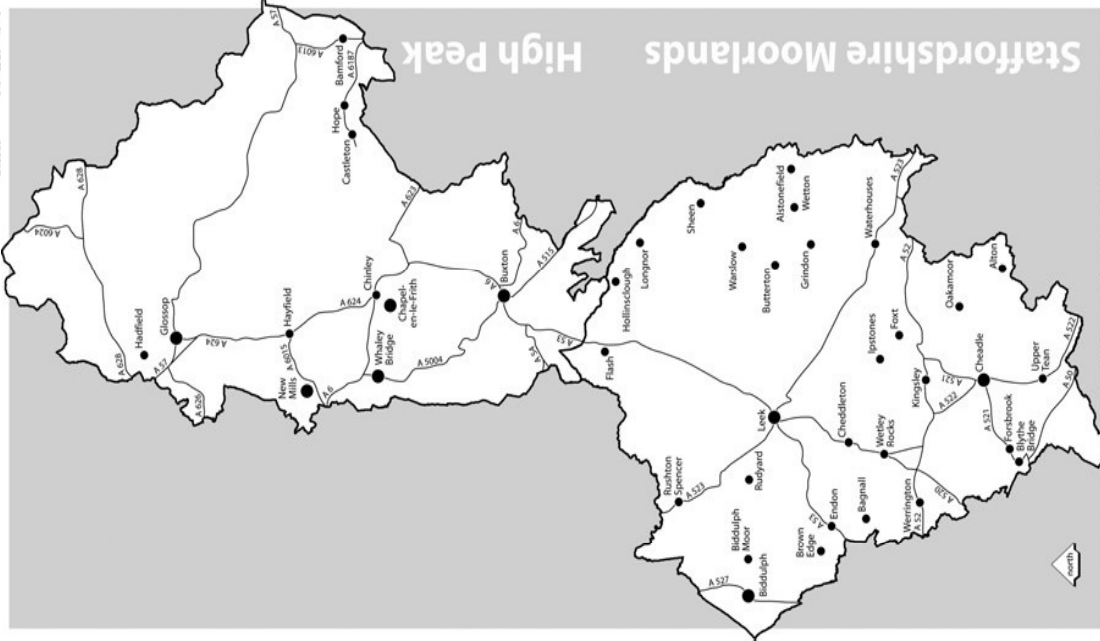 High Peak
Staffordshire Moorlands
A 57
A 6013
Bamford
A 6187
Hope
Castleton
A 628
A 6024
A 623
Hadfield
Glossop
A 628
A 57
A 626
A 624
Hayfield
A 624
Chinley
Chapel-
en-le-Frith
A 6015
New
Mills
A 6
Whaley
Bridge
A 5004
A 6
Buxton
A 6
A 515
A 53
A 54
Flash
Hollinsclough
Longnor
Sheen
Warslow
Butterton
Grindon
Alstonefield
Wetton
Waterhouses
A 523
A 52
Leek
Rushton
Spencer
A 523
Rudyard
Biddulph
Moor
A 527
Biddulph
Brown
Edge
A 53
Endon
Bagnall
Cheddleton
Wetley
Rocks
Werrington
A 52
A 520
Ipstones
Foxt
Kingsley
A 521
A 522
Cheadle
Oakamoor
Alton
A 521
Upper
Tean
A 522
A 50
Forsbrook
Blythe
Bridge
north